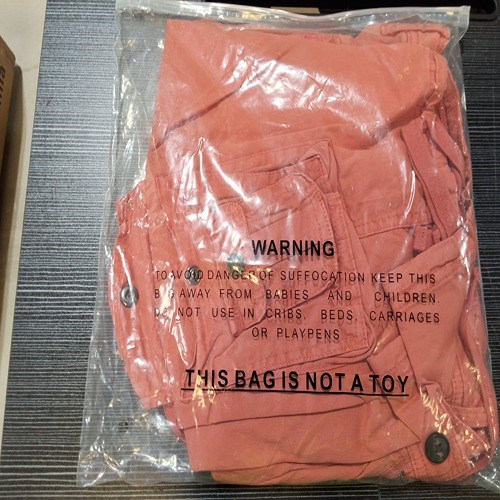 WARNING
TO AVOID DANGER OF SUFFOCATION KEEP THIS
BAG AWAY FROM BABIES AND CHILDREN
DO NOT USE IN CRIBS, BEDS, CARRIAGES
OR PLAYPENS
THIS BAG IS NOT A TOY